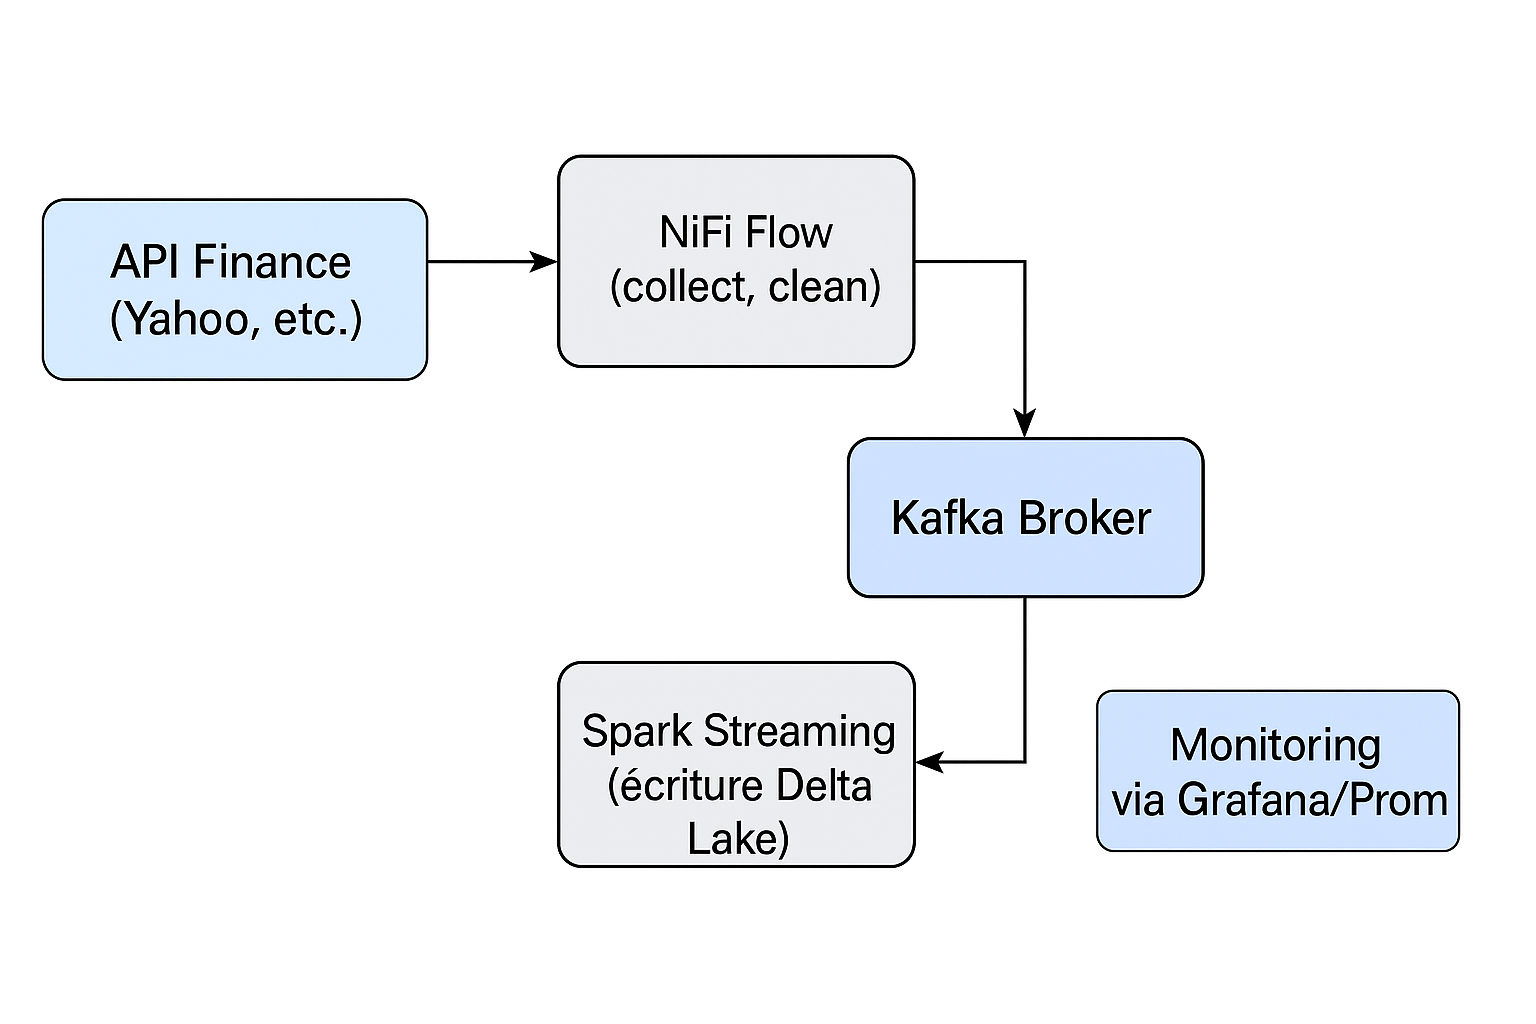 API Finance
(Yahoo, etc.)
NiFi Flow
(collect, clean)
Kafka Broker
Spark Streaming
(écriture Delta
Lake)
Monitoring
via Grafana/Prom